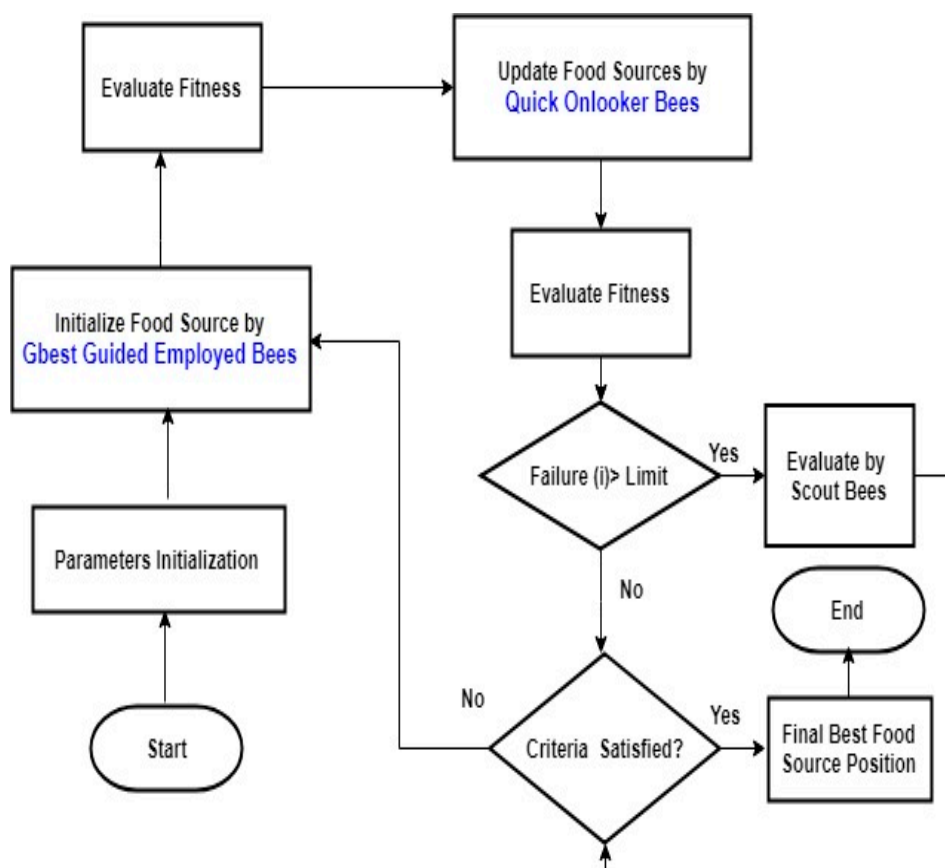 Evaluate Fitness
Update Food Sources by
Quick Onlooker Bees
Initialize Food Source by
Gbest Guided Employed Bees
Evaluate Fitness
Failure (i)> Limit
Yes
Evaluate by
Scout Bees
Parameters Initialization
No
End
Start
No
Criteria Satisfied?
Yes
Final Best Food
Source Position